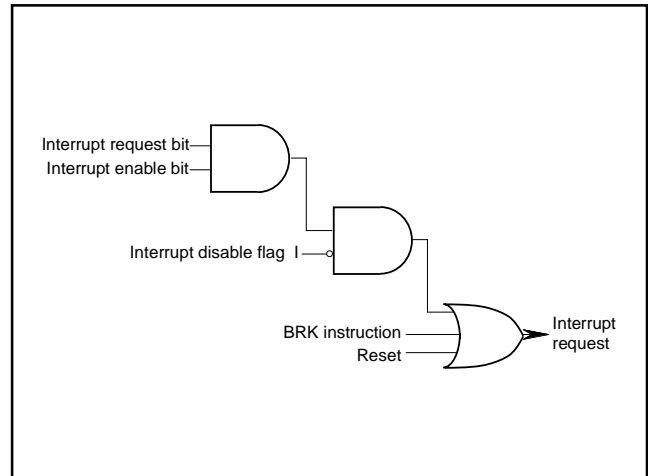 Interrupt request bit
Interrupt enable bit
Interrupt disable flag I
BRK instruction
Reset
Interrupt
request